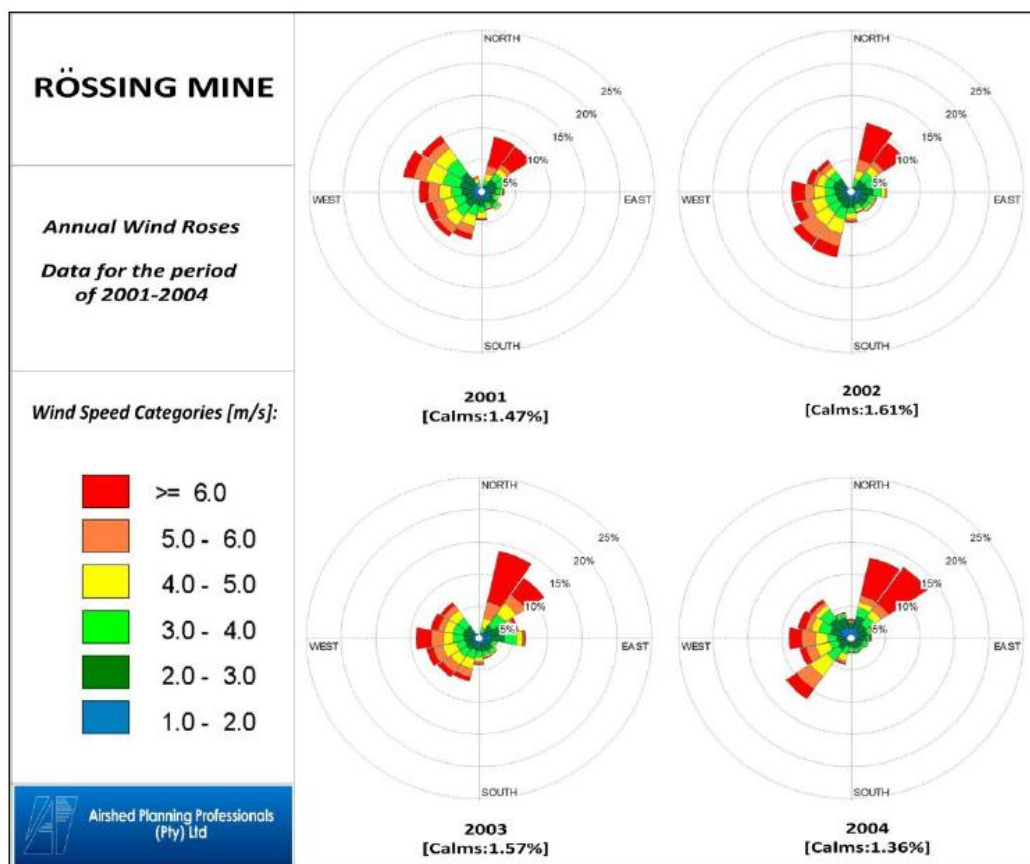 RÖSSING MINE
Annual Wind Roses
Data for the period
of 2001-2004
Wind Speed Categories [m/s]:
>= 6.0
5.0 - 6.0
4.0 - 5.0
3.0 - 4.0
2.0 - 3.0
1.0 - 2.0
Airshed Planning Professionals
(Pty) Ltd
NORTH
25%
20%
15%
10%
5%
WEST
EAST
SOUTH
2001
[Calms:1.47%]
NORTH
25%
20%
15%
10%
5%
WEST
EAST
SOUTH
2002
[Calms:1.61%]
NORTH
25%
20%
15%
10%
5%
WEST
EAST
SOUTH
2003
[Calms:1.57%]
NORTH
25%
20%
15%
10%
5%
WEST
EAST
SOUTH
2004
[Calms:1.36%]